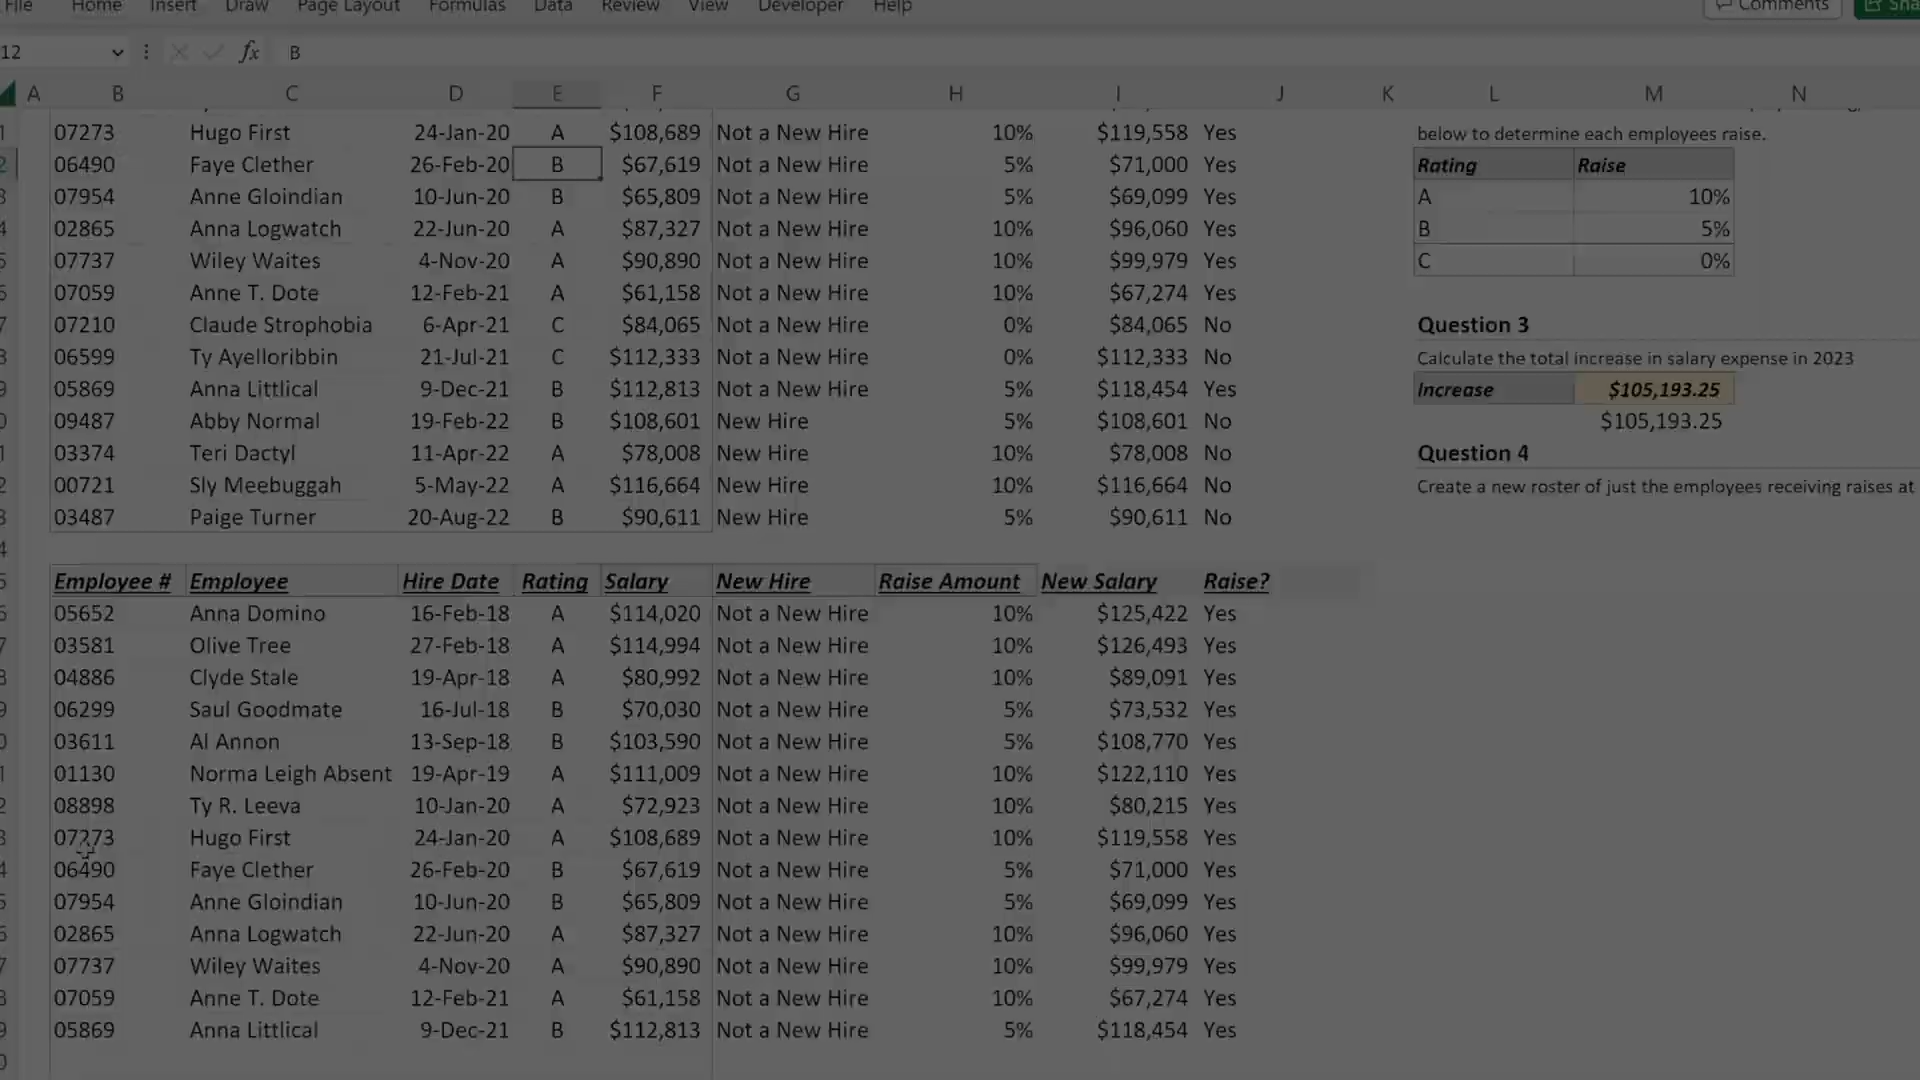 File Home Insert Draw Page Layout Formulas Data Review View Developer Help Comments
12 fx B
A B C D E F G H I J K L M N
07273 Hugo First 24-Jan-20 A $108,689 Not a New Hire 10% $119,558 Yes below to determine each employees raise.
06490 Faye Clether 26-Feb-20 B $67,619 Not a New Hire 5% $71,000 Yes Rating Raise
07954 Anne Gloindian 10-Jun-20 B $65,809 Not a New Hire 5% $69,099 Yes A 10%
02865 Anna Logwatch 22-Jun-20 A $87,327 Not a New Hire 10% $96,060 Yes B 5%
07737 Wiley Waites 4-Nov-20 A $90,890 Not a New Hire 10% $99,979 Yes C 0%
07059 Anne T. Dote 12-Feb-21 A $61,158 Not a New Hire 10% $67,274 Yes
07210 Claude Strophobia 6-Apr-21 C $84,065 Not a New Hire 0% $84,065 No Question 3
06599 Ty Ayelloribbin 21-Jul-21 C $112,333 Not a New Hire 0% $112,333 No Calculate the total increase in salary expense in 2023
05869 Anna Littlical 9-Dec-21 B $112,813 Not a New Hire 5% $118,454 Yes Increase $105,193.25
09487 Abby Normal 19-Feb-22 B $108,601 New Hire 5% $108,601 No $105,193.25
03374 Teri Dactyl 11-Apr-22 A $78,008 New Hire 10% $78,008 No Question 4
00721 Sly Meebuggah 5-May-22 A $116,664 New Hire 10% $116,664 No Create a new roster of just the employees receiving raises at
03487 Paige Turner 20-Aug-22 B $90,611 New Hire 5% $90,611 No
Employee # Employee Hire Date Rating Salary New Hire Raise Amount New Salary Raise?
05652 Anna Domino 16-Feb-18 A $114,020 Not a New Hire 10% $125,422 Yes
03581 Olive Tree 27-Feb-18 A $114,994 Not a New Hire 10% $126,493 Yes
04886 Clyde Stale 19-Apr-18 A $80,992 Not a New Hire 10% $89,091 Yes
06299 Saul Goodmate 16-Jul-18 B $70,030 Not a New Hire 5% $73,532 Yes
03611 Al Annon 13-Sep-18 B $103,590 Not a New Hire 5% $108,770 Yes
01130 Norma Leigh Absent 19-Apr-19 A $111,009 Not a New Hire 10% $122,110 Yes
08898 Ty R. Leeva 10-Jan-20 A $72,923 Not a New Hire 10% $80,215 Yes
07273 Hugo First 24-Jan-20 A $108,689 Not a New Hire 10% $119,558 Yes
06490 Faye Clether 26-Feb-20 B $67,619 Not a New Hire 5% $71,000 Yes
07954 Anne Gloindian 10-Jun-20 B $65,809 Not a New Hire 5% $69,099 Yes
02865 Anna Logwatch 22-Jun-20 A $87,327 Not a New Hire 10% $96,060 Yes
07737 Wiley Waites 4-Nov-20 A $90,890 Not a New Hire 10% $99,979 Yes
07059 Anne T. Dote 12-Feb-21 A $61,158 Not a New Hire 10% $67,274 Yes
05869 Anna Littlical 9-Dec-21 B $112,813 Not a New Hire 5% $118,454 Yes